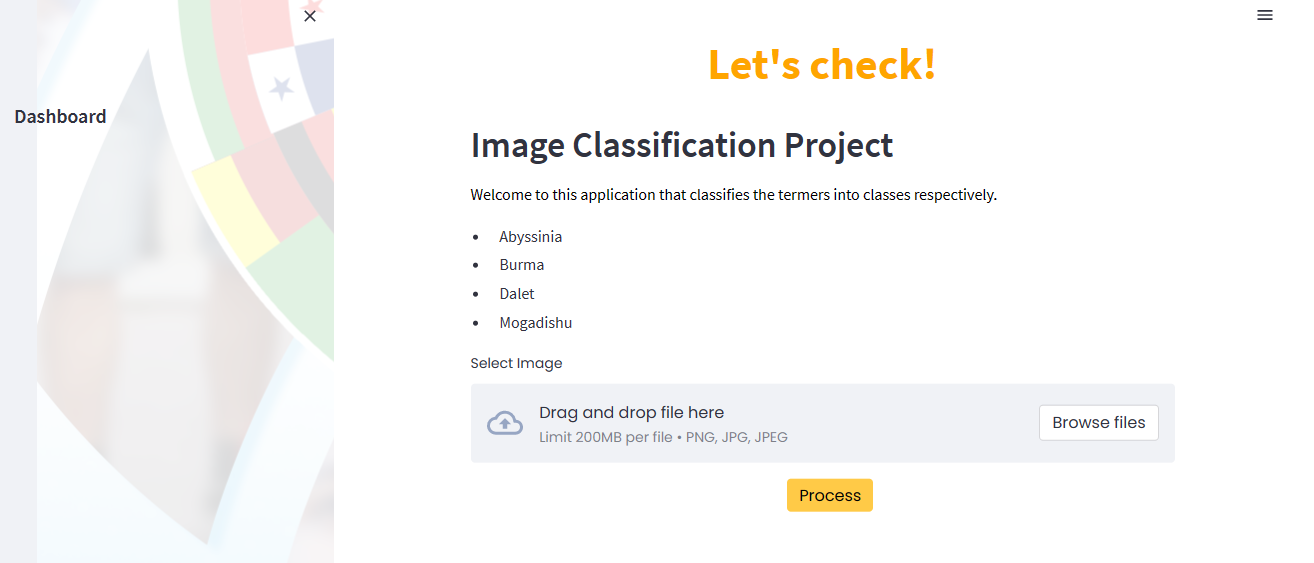 Dashboard
Let's check!
Image Classification Project
Welcome to this application that classifies the termers into classes respectively.
• Abyssinia
• Burma
• Dalet
• Mogadishu
Select Image
Drag and drop file here
Limit 200MB per file • PNG, JPG, JPEG
Browse files
Process